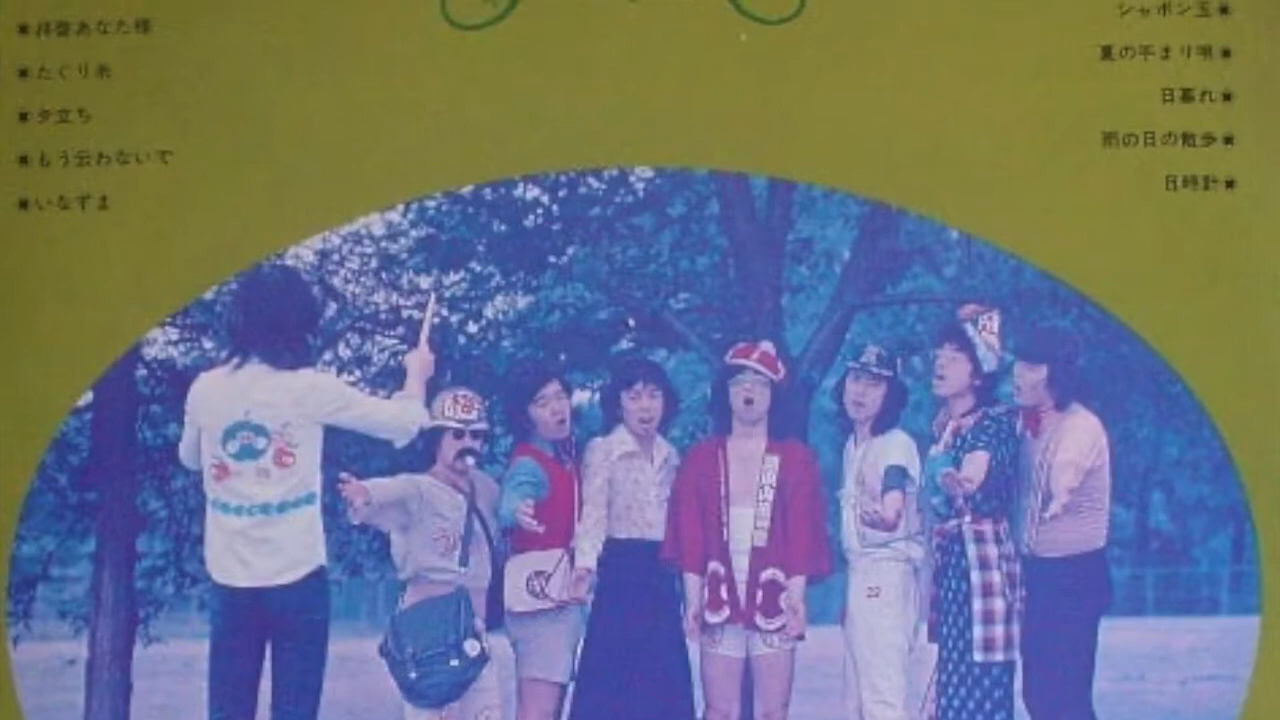 ★拝啓あなた様
★たぐり糸
★夕立ち
★もう云わないで
★いなずま
シャボン玉★
夏の手まり唄★
日暮れ★
雨の日の散歩★
日時計★